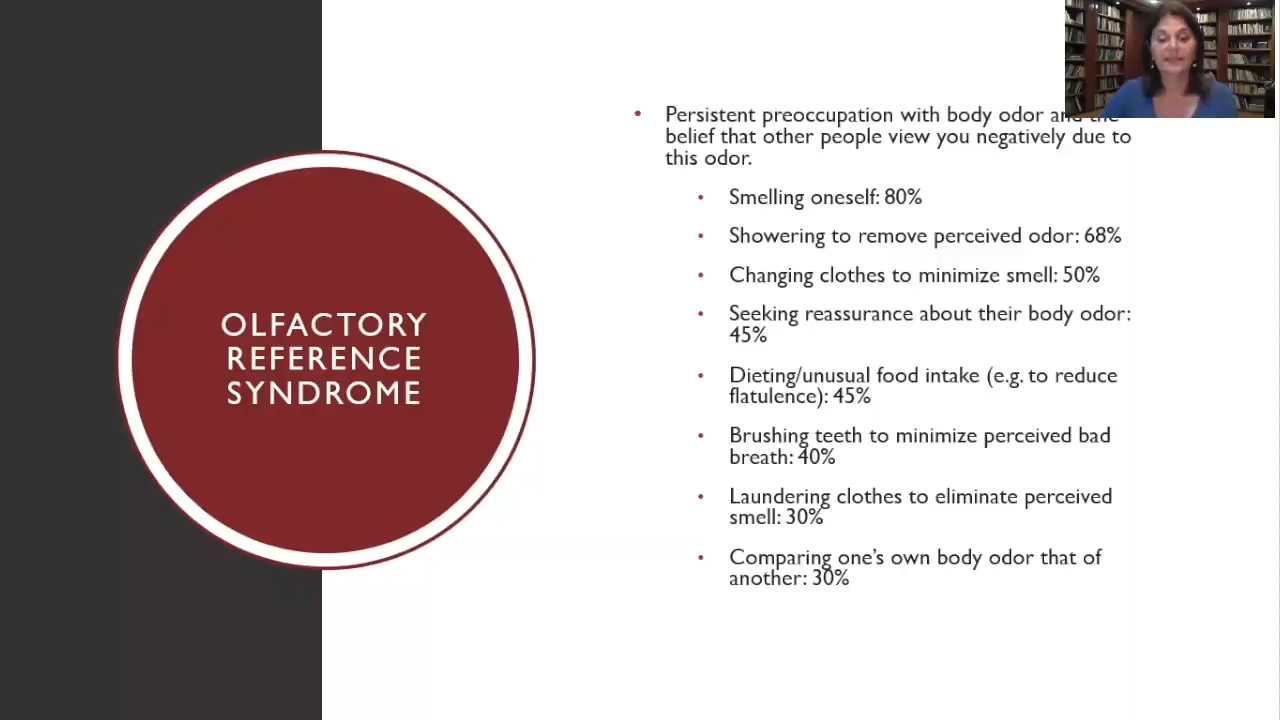 OLFACTORY
REFERENCE
SYNDROME
• Persistent preoccupation with body odor and the
belief that other people view you negatively due to
this odor.
• Smelling oneself: 80%
• Showering to remove perceived odor: 68%
• Changing clothes to minimize smell: 50%
• Seeking reassurance about their body odor:
45%
• Dieting/unusual food intake (e.g. to reduce
flatulence): 45%
• Brushing teeth to minimize perceived bad
breath: 40%
• Laundering clothes to eliminate perceived
smell: 30%
• Comparing one's own body odor that of
another: 30%